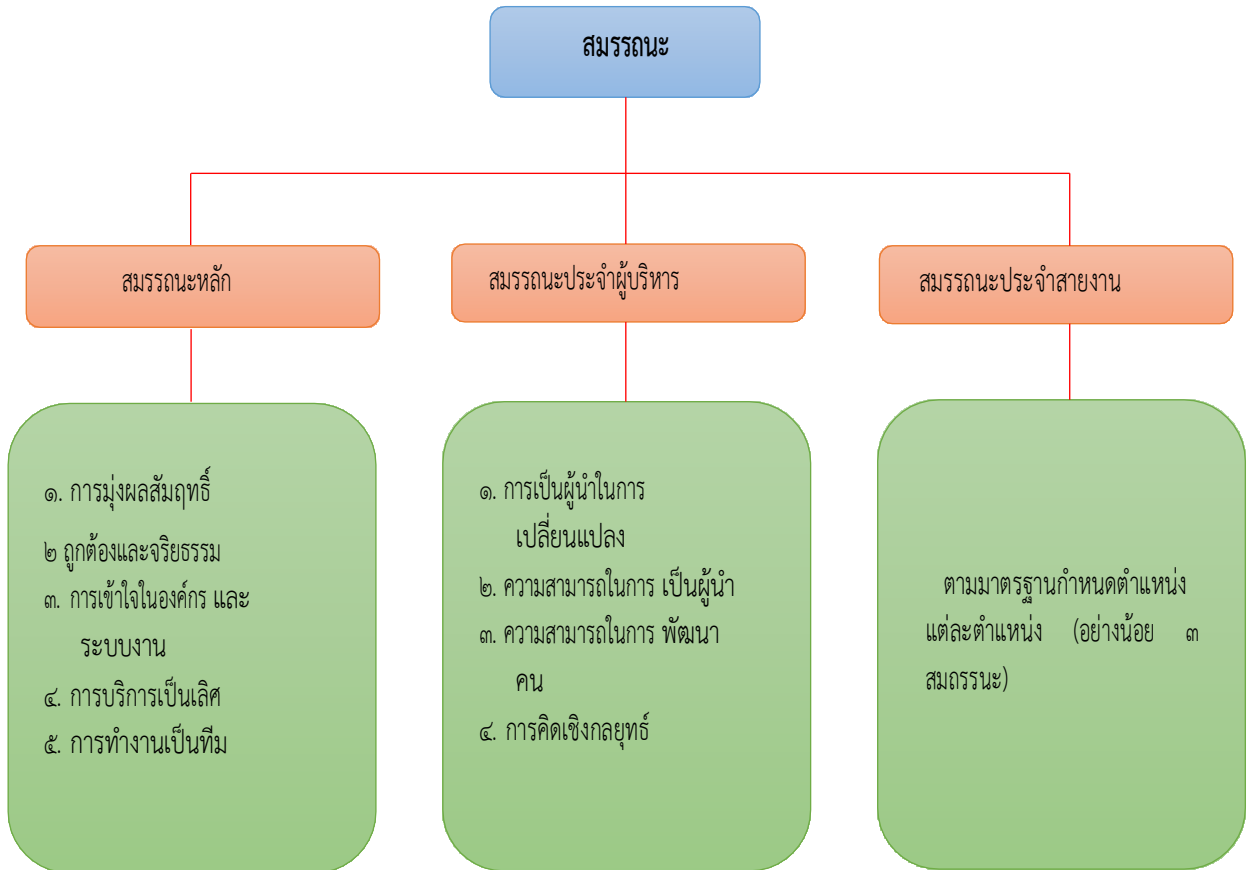 สมรรถนะ
สมรรถนะหลัก
สมรรถนะประจำผู้บริหาร
สมรรถนะประจำสายงาน
๑. การมุ่งผลสัมฤทธิ์
๒ ถูกต้องและจริยธรรม
๓. การเข้าใจในองค์กร และ
ระบบงาน
๔. การบริการเป็นเลิศ
๕. การทำงานเป็นทีม
๑. การเป็นผู้นำในการ
เปลี่ยนแปลง
๒. ความสามารถในการ เป็นผู้นำ
๓. ความสามารถในการ พัฒนา
คน
๔. การคิดเชิงกลยุทธ์
ตามมาตรฐานกำหนดตำแหน่ง
แต่ละตำแหน่ง (อย่างน้อย ๓
สมถรรนะ)